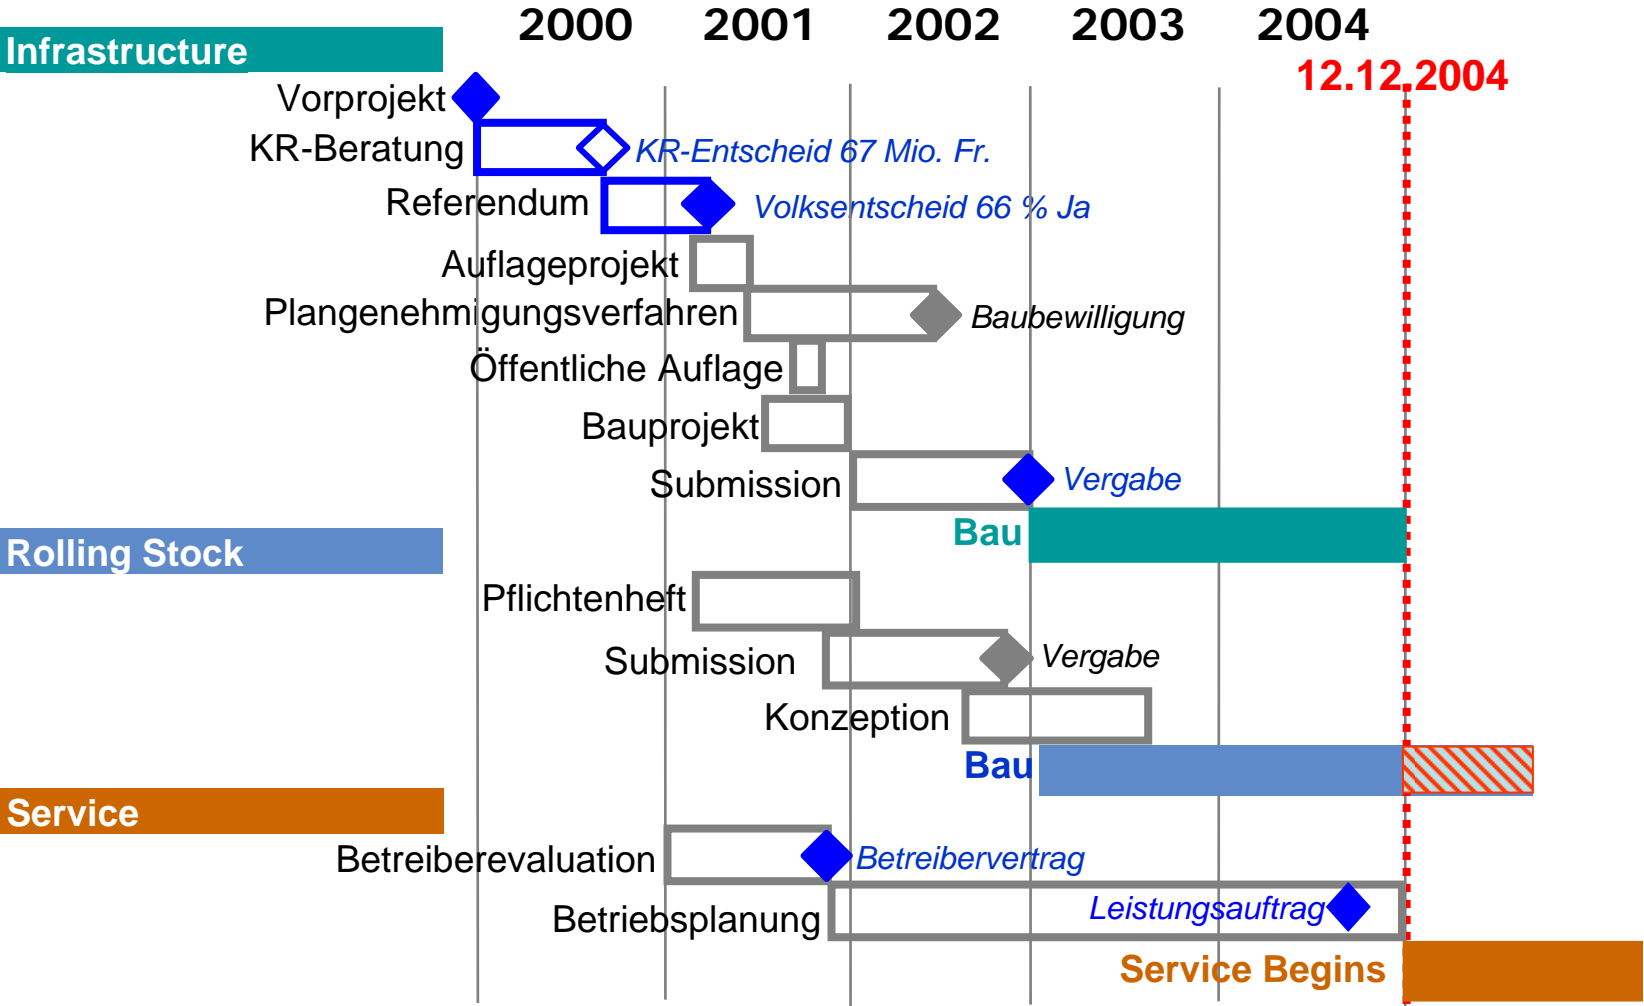 2000 2001 2002 2003 2004
Infrastructure
12.12.2004
Vorprojekt
KR-Beratung KR-Entscheid 67 Mio. Fr.
Referendum Volksentscheid 66 % Ja
Auflageprojekt
Plangenehmigungsverfahren Baubewilligung
Öffentliche Auflage
Bauprojekt
Submission Vergabe
Bau
Rolling Stock
Pflichtenheft
Submission Vergabe
Konzeption
Bau
Service
Betreiberevaluation Betreibervertrag
Betriebsplanung Leistungsauftrag
Service Begins